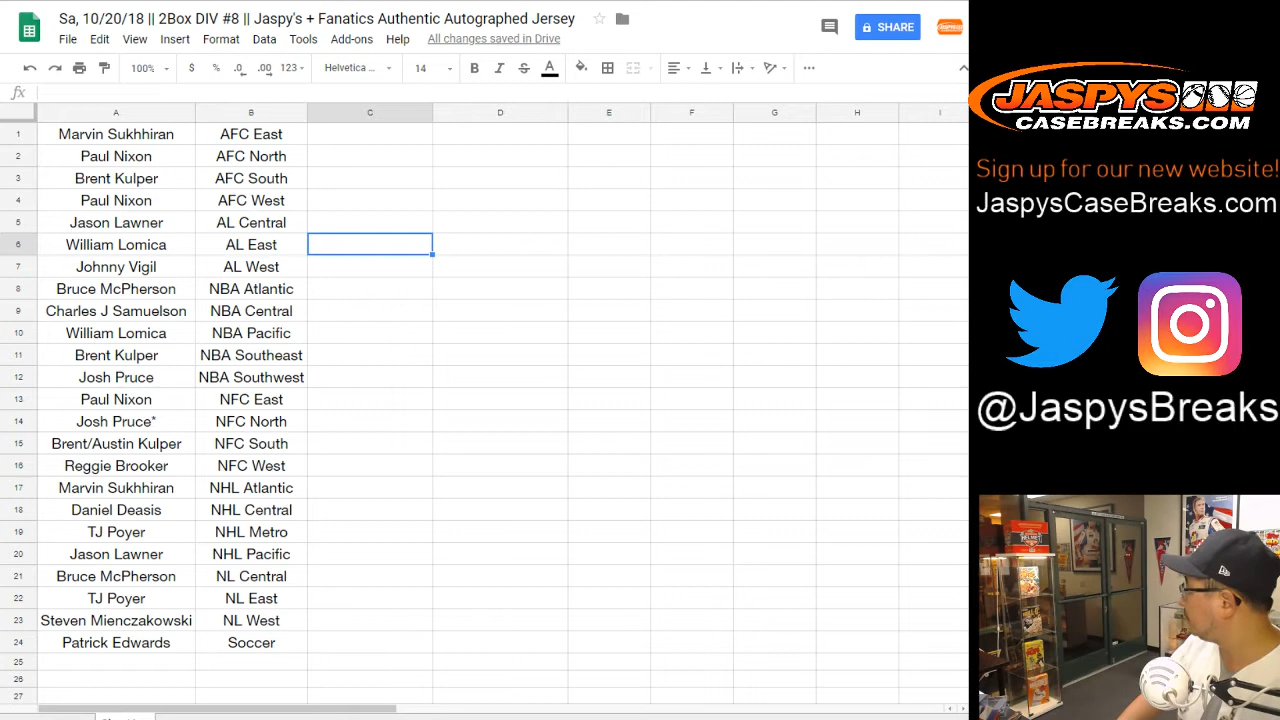 Sa, 10/20/18 || 2Box DIV #8 || Jaspy's + Fanatics Authentic Autographed Jersey
File Edit View Insert Format Data Tools Add-ons Help All changes saved in Drive
SHARE
100% $ % .0 .00 123 Helvetica ... 14 B I S A
fx
A B C D E F G H I
1 Marvin Sukhhiran AFC East
2 Paul Nixon AFC North
3 Brent Kulper AFC South
4 Paul Nixon AFC West
5 Jason Lawner AL Central
6 William Lomica AL East
7 Johnny Vigil AL West
8 Bruce McPherson NBA Atlantic
9 Charles J Samuelson NBA Central
10 William Lomica NBA Pacific
11 Brent Kulper NBA Southeast
12 Josh Pruce NBA Southwest
13 Paul Nixon NFC East
14 Josh Pruce* NFC North
15 Brent/Austin Kulper NFC South
16 Reggie Brooker NFC West
17 Marvin Sukhhiran NHL Atlantic
18 Daniel Deasis NHL Central
19 TJ Poyer NHL Metro
20 Jason Lawner NHL Pacific
21 Bruce McPherson NL Central
22 TJ Poyer NL East
23 Steven Mienczakowski NL West
24 Patrick Edwards Soccer
25
26
27
JASPYS
CASEBREAKS.COM
Sign up for our new website!
JaspysCaseBreaks.com
@JaspysBreaks
HELMET